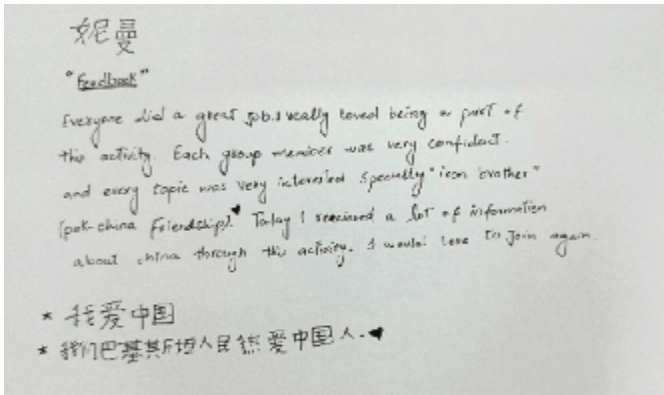 妮曼
"Feedback"
Everyone did a great job. I really loved being a part of
this activity. Each group member was very confident.
and every topic was very interested specially "iron brother"
(pak-china Friendship). Today I received a lot of information
about china through this activity. I would love to join again.
* 我爱中国
* 我们巴基斯坦人民热爱中国人.